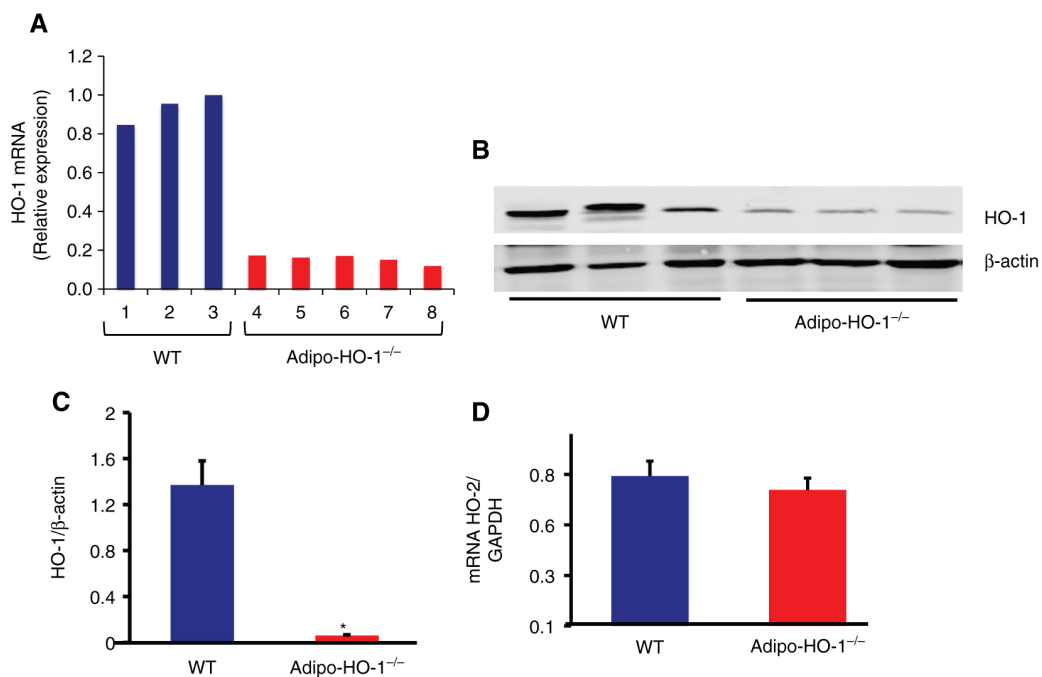 A
HO-1 mRNA
(Relative expression)
1.2
1.0
0.8
0.6
0.4
0.2
0.0
1 2 3 4 5 6 7 8
WT Adipo-HO-1⁻/⁻
B
HO-1
β-actin
WT Adipo-HO-1⁻/⁻
C
HO-1/β-actin
2
1.6
1.2
0.8
0.4
0
*
WT Adipo-HO-1⁻/⁻
D
mRNA HO-2/
GAPDH
0.8
0.6
0.3
0.1
WT Adipo-HO-1⁻/⁻